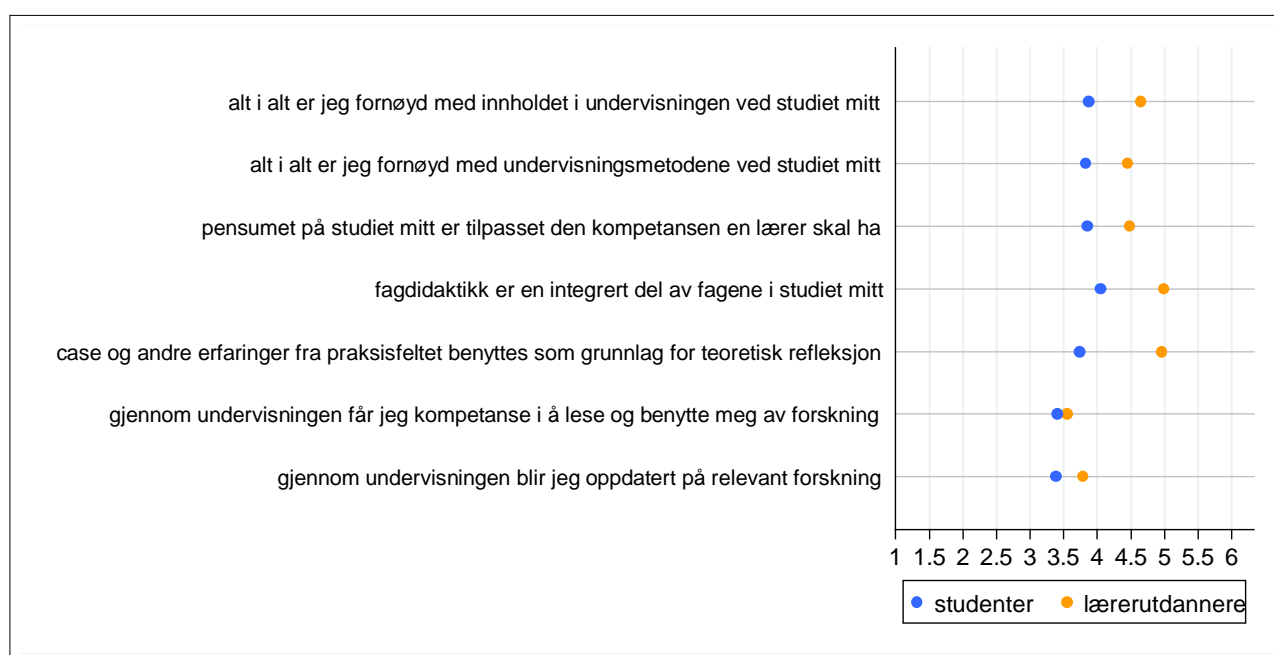 alt i alt er jeg fornøyd med innholdet i undervisningen ved studiet mitt
alt i alt er jeg fornøyd med undervisningsmetodene ved studiet mitt
pensumet på studiet mitt er tilpasset den kompetansen en lærer skal ha
fagdidaktikk er en integrert del av fagene i studiet mitt
case og andre erfaringer fra praksisfeltet benyttes som grunnlag for teoretisk refleksjon
gjennom undervisningen får jeg kompetanse i å lese og benytte meg av forskning
gjennom undervisningen blir jeg oppdatert på relevant forskning
1 1.5 2 2.5 3 3.5 4 4.5 5 5.5 6
studenter lærerutdannere